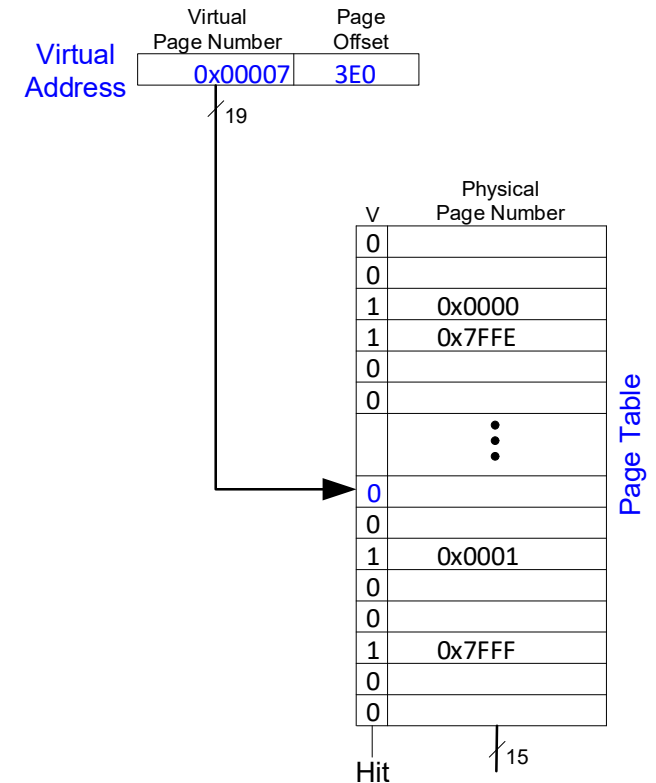 Virtual Page
Page Number Offset
Virtual
Address
0x00007 3E0
19
Physical
V Page Number
0
0
1 0x0000
1 0x7FFE
0
0
0
0
1 0x0001
0
0
1 0x7FFF
0
0
Page Table
15
Hit